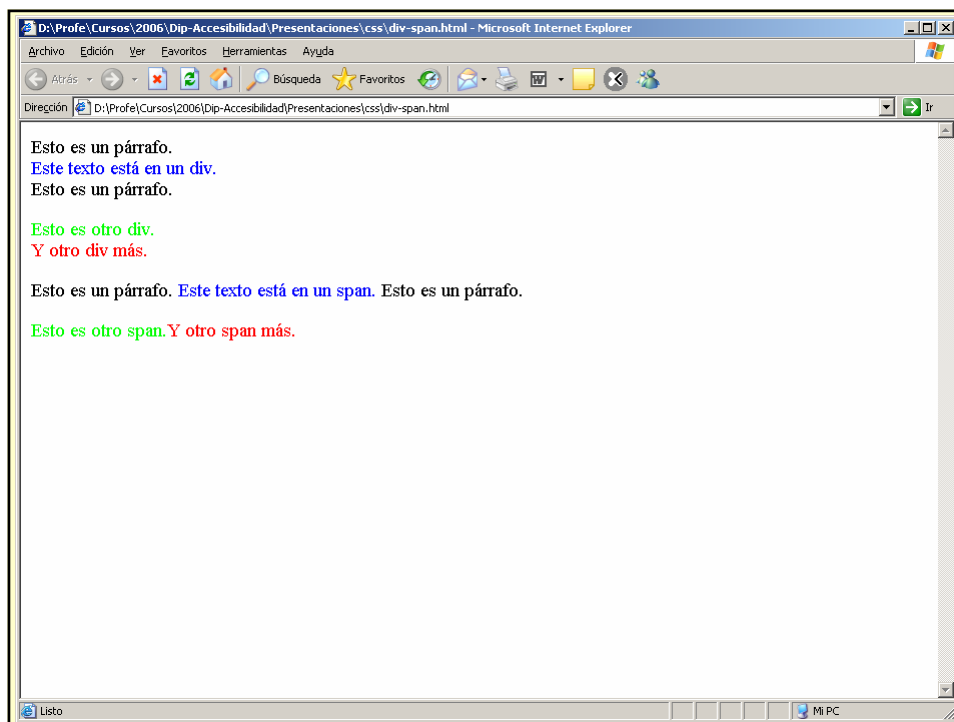 D:\Profe\Cursos\2006\Dip-Accesibilidad\Presentaciones\css\div-span.html - Microsoft Internet Explorer
Archivo Edición Ver Favoritos Herramientas Ayuda
Atrás Búsqueda Favoritos
Dirección D:\Profe\Cursos\2006\Dip-Accesibilidad\Presentaciones\css\div-span.html Ir
Esto es un párrafo.
Este texto está en un div.
Esto es un párrafo.
Esto es otro div.
Y otro div más.
Esto es un párrafo. Este texto está en un span. Esto es un párrafo.
Esto es otro span.Y otro span más.
Listo Mi PC